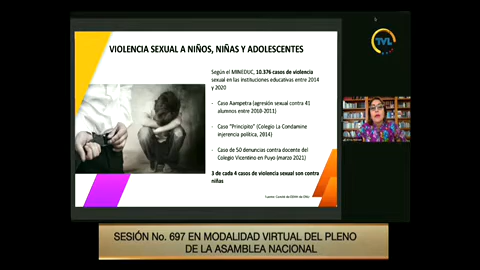 VIOLENCIA SEXUAL A NIÑOS, NIÑAS Y ADOLESCENTES
Según el MINEDUC, 10.376 casos de violencia
sexual en las instituciones educativas entre 2014
y 2020
- Caso Aampetra (agresión sexual contra 41
alumnos entre 2010-2011)
- Caso "Principito" (Colegio La Condamine
injerencia política, 2014)
- Caso de 50 denuncias contra docente del
Colegio Vicentino en Puyo (marzo 2021)
3 de cada 4 casos de violencia sexual son contra
niñas
TVL
SESIÓN No. 697 EN MODALIDAD VIRTUAL DEL PLENO
DE LA ASAMBLEA NACIONAL